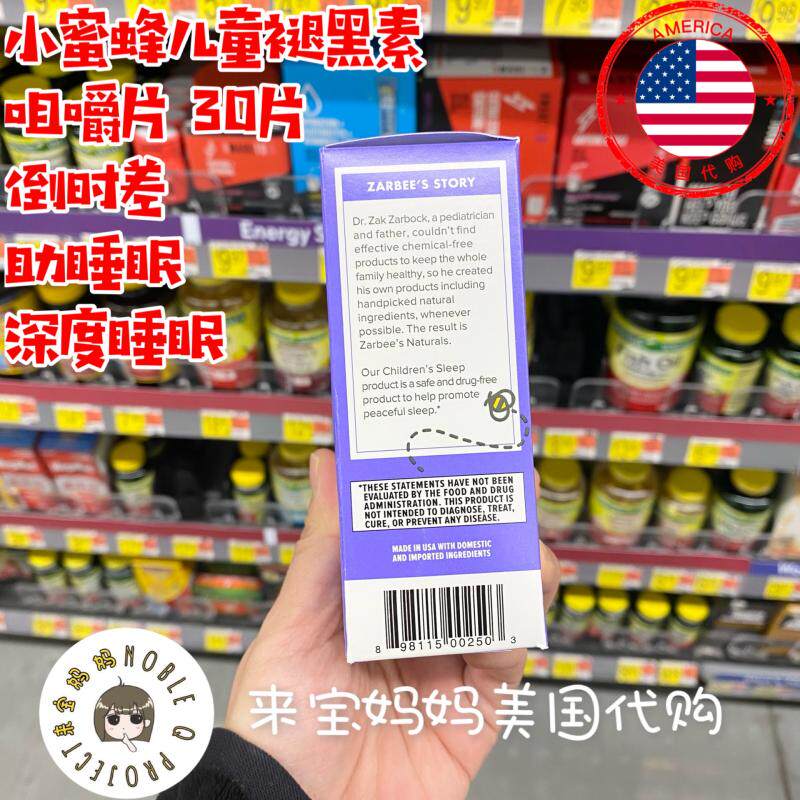 小蜜蜂儿童褪黑素
咀嚼片 30片
倒时差
助睡眠
深度睡眠
AMERICA
美国代购
Energy S
ZARBEE'S STORY
Dr. Zak Zarbock, a pediatrician
and father, couldn't find
effective chemical-free
products to keep the whole
family healthy, so he created
his own products including
handpicked natural
ingredients, whenever
possible. The result is
Zarbee's Naturals.
Our Children's Sleep
product is a safe and drug-free
product to help promote
peaceful sleep.*
*THESE STATEMENTS HAVE NOT BEEN
EVALUATED BY THE FOOD AND DRUG
ADMINISTRATION. THIS PRODUCT IS
NOT INTENDED TO DIAGNOSE, TREAT,
CURE, OR PREVENT ANY DISEASE.
MADE IN USA WITH DOMESTIC
AND IMPORTED INGREDIENTS
8 98115 00250 3
来宝妈妈 NOBLE Q PROJECT
来宝妈妈美国代购